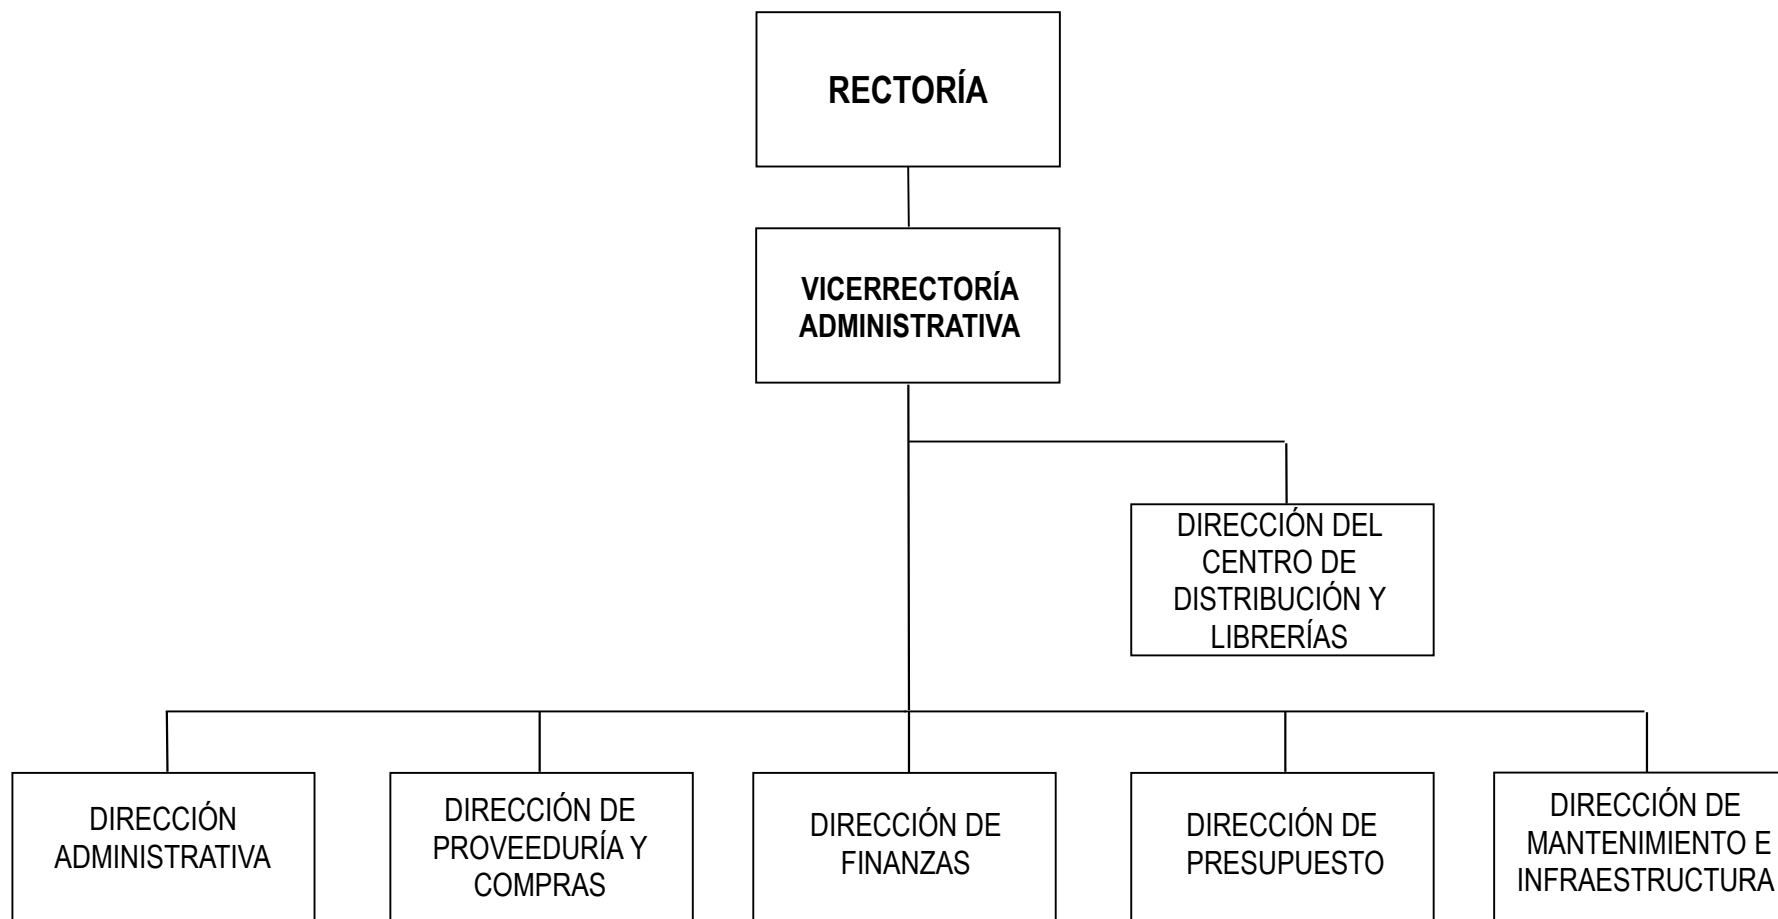 RECTORÍA
VICERRECTORÍA
ADMINISTRATIVA
DIRECCIÓN DEL
CENTRO DE
DISTRIBUCIÓN Y
LIBRERÍAS
DIRECCIÓN
ADMINISTRATIVA
DIRECCIÓN DE
PROVEEDURÍA Y
COMPRAS
DIRECCIÓN DE
FINANZAS
DIRECCIÓN DE
PRESUPUESTO
DIRECCIÓN DE
MANTENIMIENTO E
INFRAESTRUCTURA